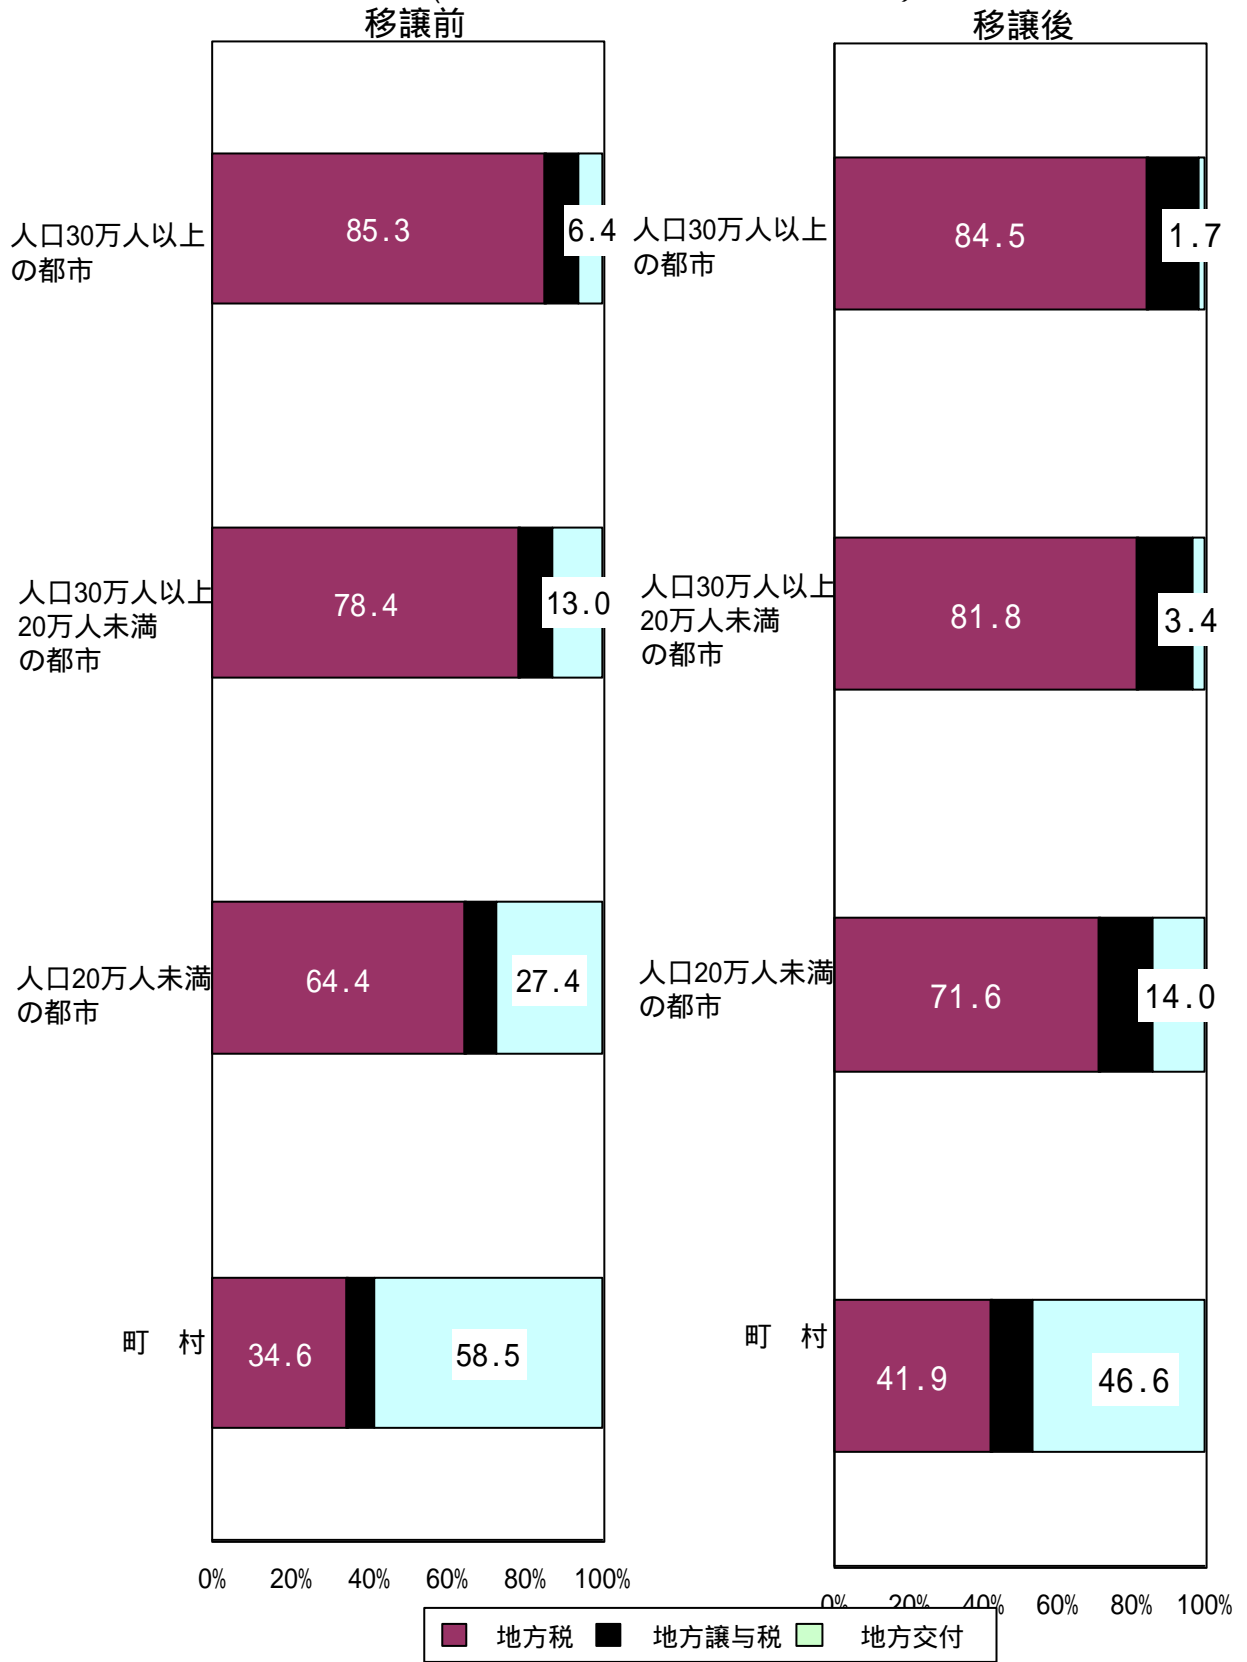 移譲前
人口30万人以上
の都市
85.3
6.4
人口30万人以上
20万人未満
の都市
78.4
13.0
人口20万人未満
の都市
64.4
27.4
町 村
34.6
58.5
0% 20% 40% 60% 80% 100%
移譲後
人口30万人以上
の都市
84.5
1.7
人口30万人以上
20万人未満
の都市
81.8
3.4
人口20万人未満
の都市
71.6
14.0
町 村
41.9
46.6
0% 20% 40% 60% 80% 100%
地方税 地方譲与税 地方交付